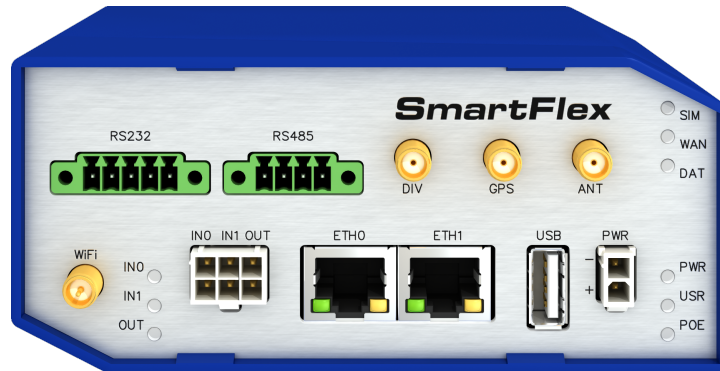 SmartFlex
RS232
RS485
SIM
WAN
DAT
DIV
GPS
ANT
IN0 IN1 OUT
ETH0
ETH1
USB
PWR
WiFi
IN0
IN1
OUT
-
+
PWR
USR
POE